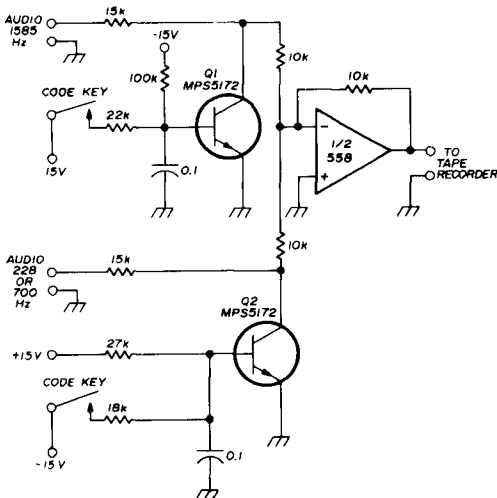 AUDIO
1585
Hz
15k
-15V
100k
Q1
MPS5172
10k
10k
CODE KEY
22k
15V
0.1
-
+
1/2
558
TO
TAPE
RECORDER
10k
AUDIO
228
OR
700
Hz
15k
Q2
MPS5172
+15V
27k
CODE KEY
18k
-15V
0.1